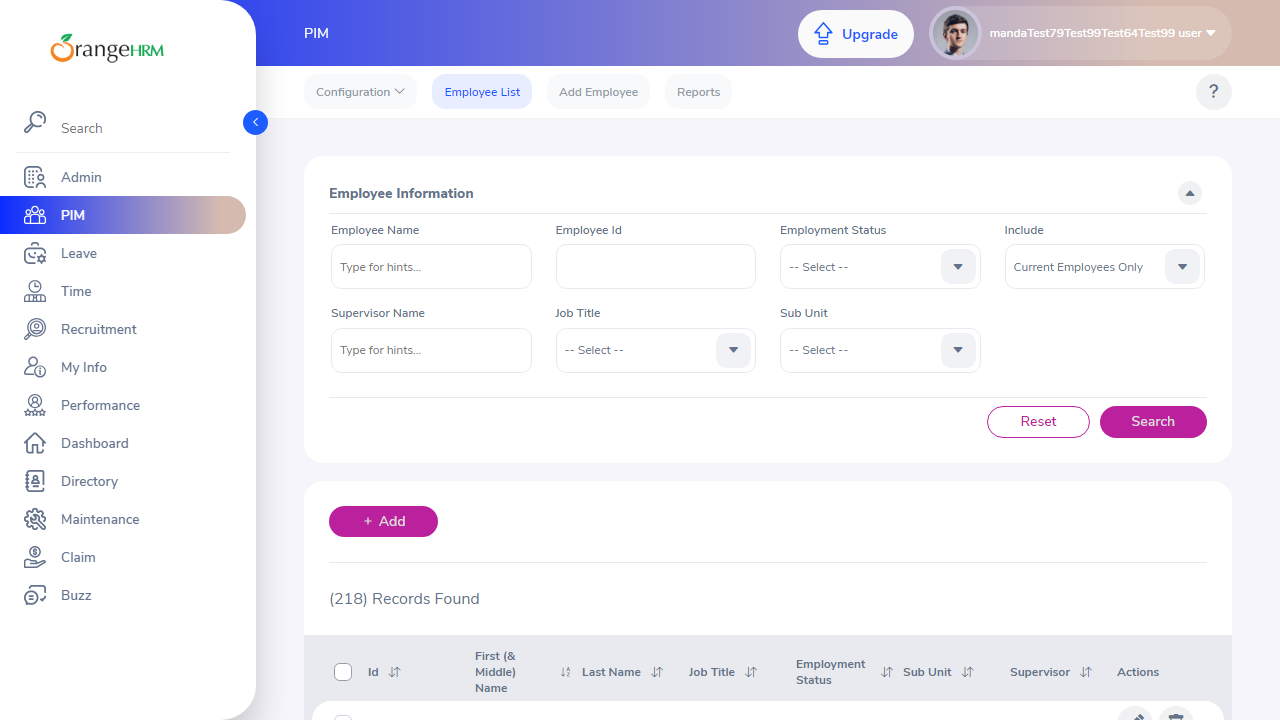 OrangeHRM
PIM
Upgrade
mandaTest79Test99Test64Test99 user
Configuration
Employee List
Add Employee
Reports
?
Search
Admin
PIM
Leave
Time
Recruitment
My Info
Performance
Dashboard
Directory
Maintenance
Claim
Buzz
Employee Information
Employee Name
Employee Id
Employment Status
Include
Type for hints...
-- Select --
Current Employees Only
Supervisor Name
Job Title
Sub Unit
Type for hints...
-- Select --
-- Select --
Reset
Search
+ Add
(218) Records Found
Id
First (&
Middle)
Name
Last Name
Job Title
Employment
Status
Sub Unit
Supervisor
Actions